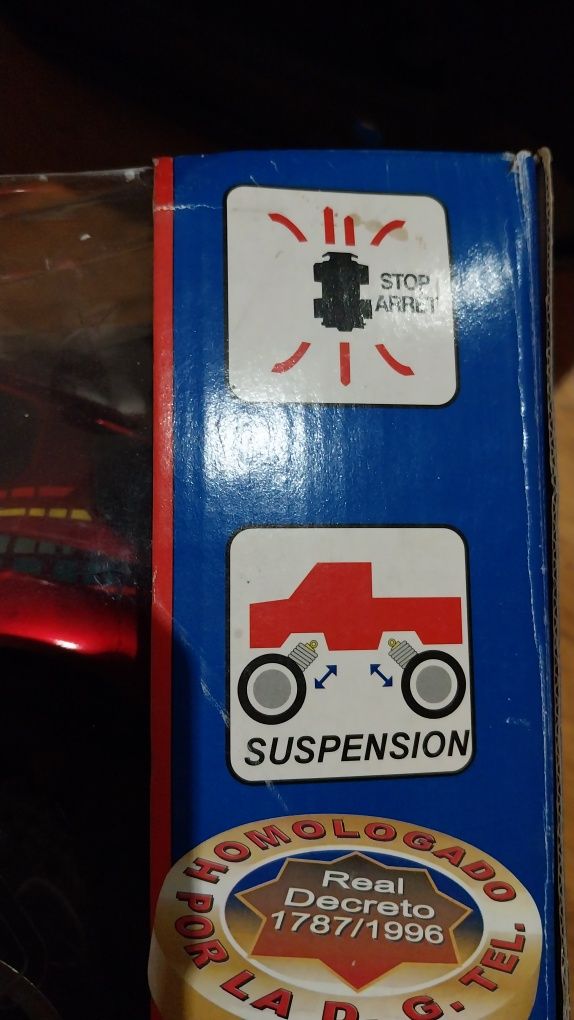 STOP
ARRET
SUSPENSION
HOMOLOGADO
POR LA D. G. TEL.
Real
Decreto
1787/1996